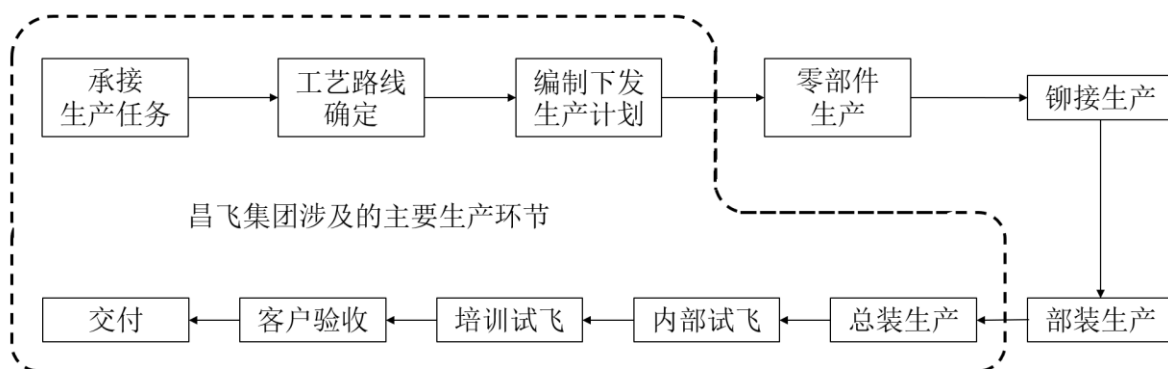 承接
生产任务
工艺路线
确定
编制下发
生产计划
零部件
生产
铆接生产
昌飞集团涉及的主要生产环节
交付
客户验收
培训试飞
内部试飞
总装生产
部装生产